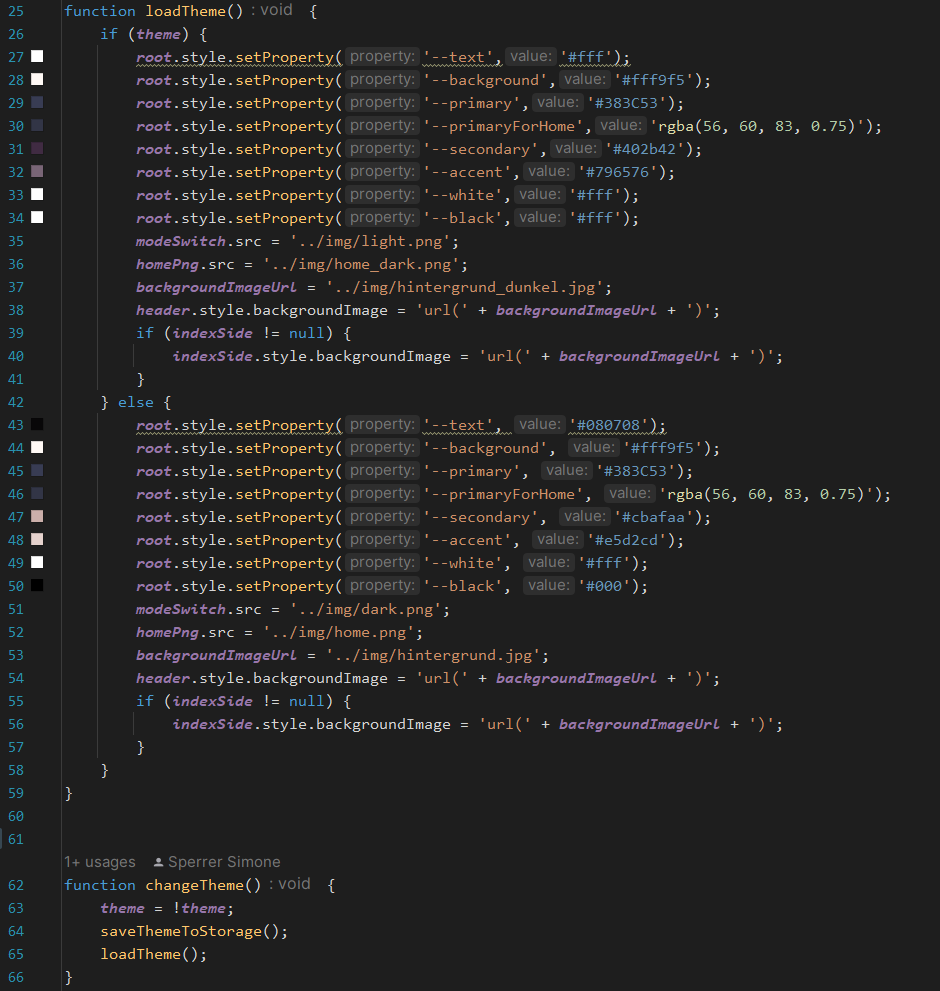 25 function loadTheme() : void {
26 if (theme) {
27 root.style.setProperty( property: '--text', value: '#fff');
28 root.style.setProperty( property: '--background', value: '#fff9f5');
29 root.style.setProperty( property: '--primary', value: '#383C53');
30 root.style.setProperty( property: '--primaryForHome', value: 'rgba(56, 60, 83, 0.75)');
31 root.style.setProperty( property: '--secondary', value: '#402b42');
32 root.style.setProperty( property: '--accent', value: '#796576');
33 root.style.setProperty( property: '--white', value: '#fff');
34 root.style.setProperty( property: '--black', value: '#fff');
35 modeSwitch.src = '../img/light.png';
36 homePng.src = '../img/home_dark.png';
37 backgroundImageUrl = '../img/hintergrund_dunkel.jpg';
38 header.style.backgroundImage = 'url(' + backgroundImageUrl + ')';
39 if (indexSide != null) {
40 indexSide.style.backgroundImage = 'url(' + backgroundImageUrl + ')';
41 }
42 } else {
43 root.style.setProperty( property: '--text', value: '#080708');
44 root.style.setProperty( property: '--background', value: '#fff9f5');
45 root.style.setProperty( property: '--primary', value: '#383C53');
46 root.style.setProperty( property: '--primaryForHome', value: 'rgba(56, 60, 83, 0.75)');
47 root.style.setProperty( property: '--secondary', value: '#cbafaa');
48 root.style.setProperty( property: '--accent', value: '#e5d2cd');
49 root.style.setProperty( property: '--white', value: '#fff');
50 root.style.setProperty( property: '--black', value: '#000');
51 modeSwitch.src = '../img/dark.png';
52 homePng.src = '../img/home.png';
53 backgroundImageUrl = '../img/hintergrund.jpg';
54 header.style.backgroundImage = 'url(' + backgroundImageUrl + ')';
55 if (indexSide != null) {
56 indexSide.style.backgroundImage = 'url(' + backgroundImageUrl + ')';
57 }
58 }
59 }
60
61
1+ usages Sperrer Simone
62 function changeTheme() : void {
63 theme = !theme;
64 saveThemeToStorage();
65 loadTheme();
66 }